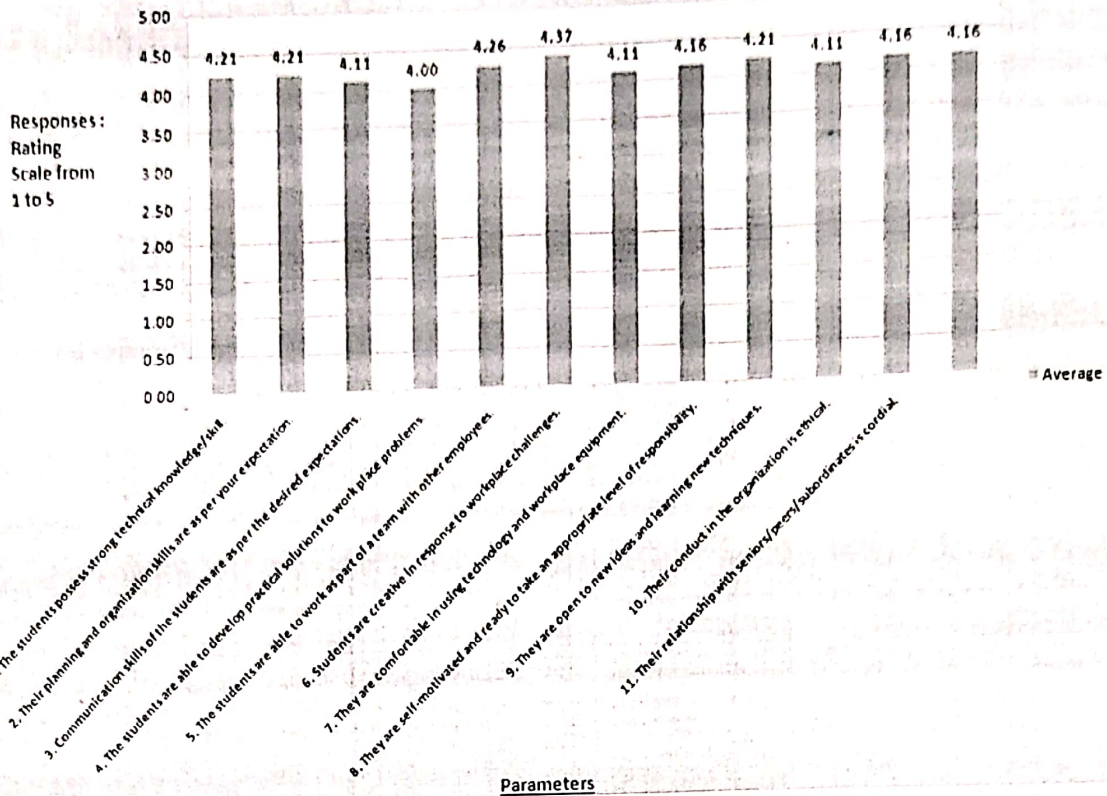 5.00
4.50
4.00
3.50
3.00
2.50
2.00
1.50
1.00
0.50
0.00
Responses:
Rating
Scale from
1 to 5
4.21
4.21
4.11
4.00
4.26
4.37
4.11
4.16
4.21
4.11
4.16
4.16
Average
The students possess strong technical knowledge/skill.
2. Their planning and organization skills are as per your expectation.
3. Communication skills of the students are as per the desired expectations.
4. The students are able to develop practical solutions to work place problems.
5. The students are able to work as part of a team with other employees.
6. Students are creative in response to workplace challenges.
7. They are comfortable in using technology and workplace equipment.
8. They are self-motivated and ready to take an appropriate level of responsibility.
9. They are open to new ideas and learning new techniques.
10. Their conduct in the organization is ethical.
11. Their relationship with seniors/peers/subordinates is cordial.
Parameters